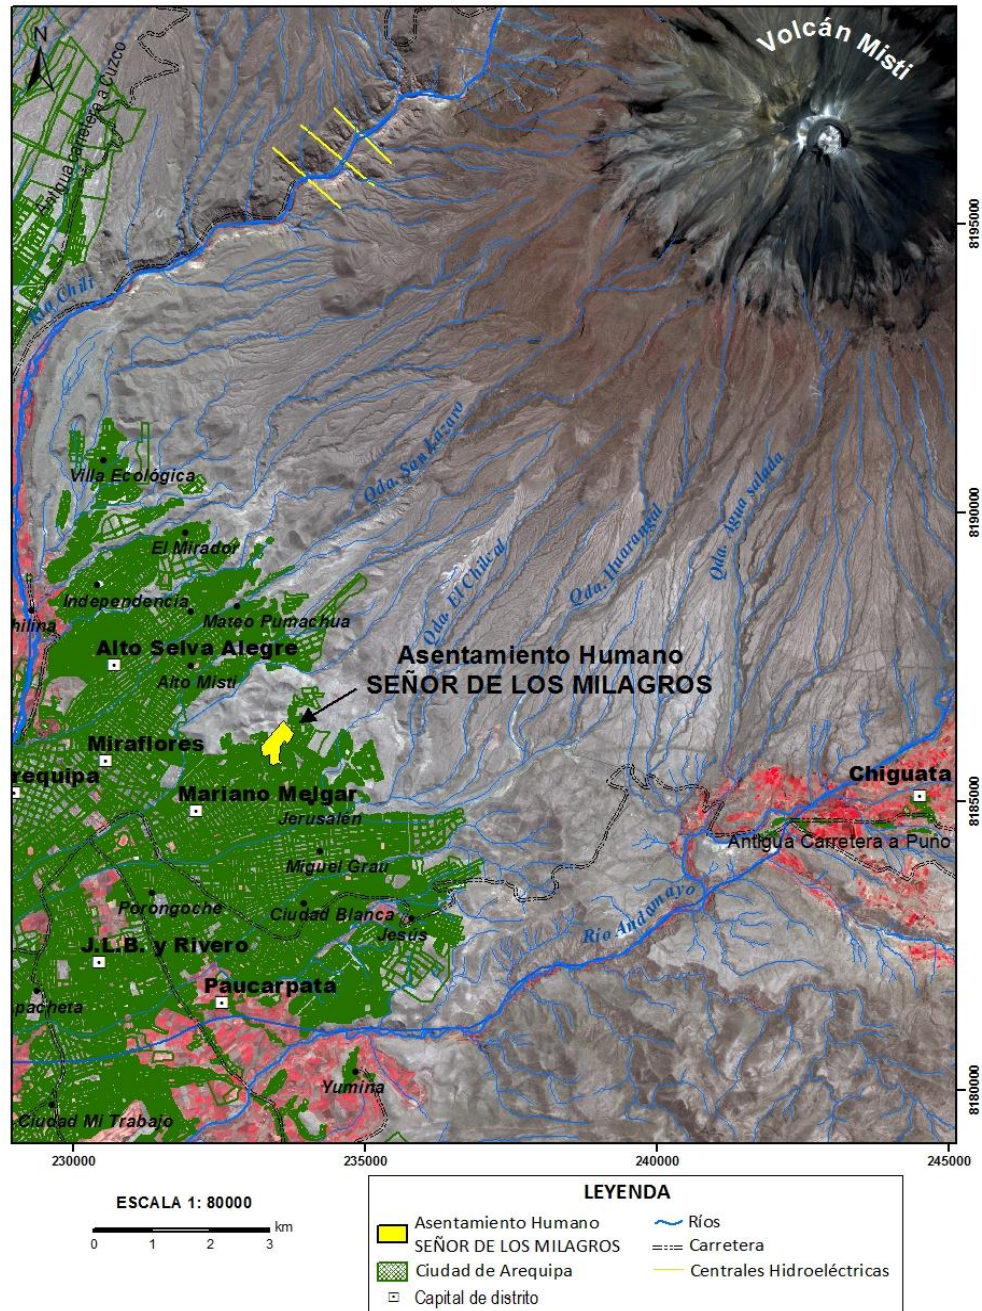 N
Volcán Misti
Antigua carretera a Cuzco
8195000
Río Chili
Qda. San Lazaro
Villa Ecológica
Qda. Agua salada
8190000
El Mirador
Qda. El Chilcal
Qda. Huarangal
Independencia
Mateo Pumachua
hilina
Alto Selva Alegre
Asentamiento Humano
SEÑOR DE LOS MILAGROS
Alto Misti
Miraflores
requipa
Chiguata
Mariano Melgar
8185000
Jerusalén
Antigua Carretera a Puno
Miguel Grau
Porongoche
Ciudad Blanca
Río Andamayo
Jesús
J.L.B. y Rivero
Paucarpata
pacheta
Yumina
8180000
Ciudad Mi Trabajo
230000 235000 240000 245000
ESCALA 1: 80000
km
0 1 2 3
LEYENDA
Asentamiento Humano
SEÑOR DE LOS MILAGROS
Ciudad de Arequipa
Capital de distrito
Ríos
Carretera
Centrales Hidroeléctricas